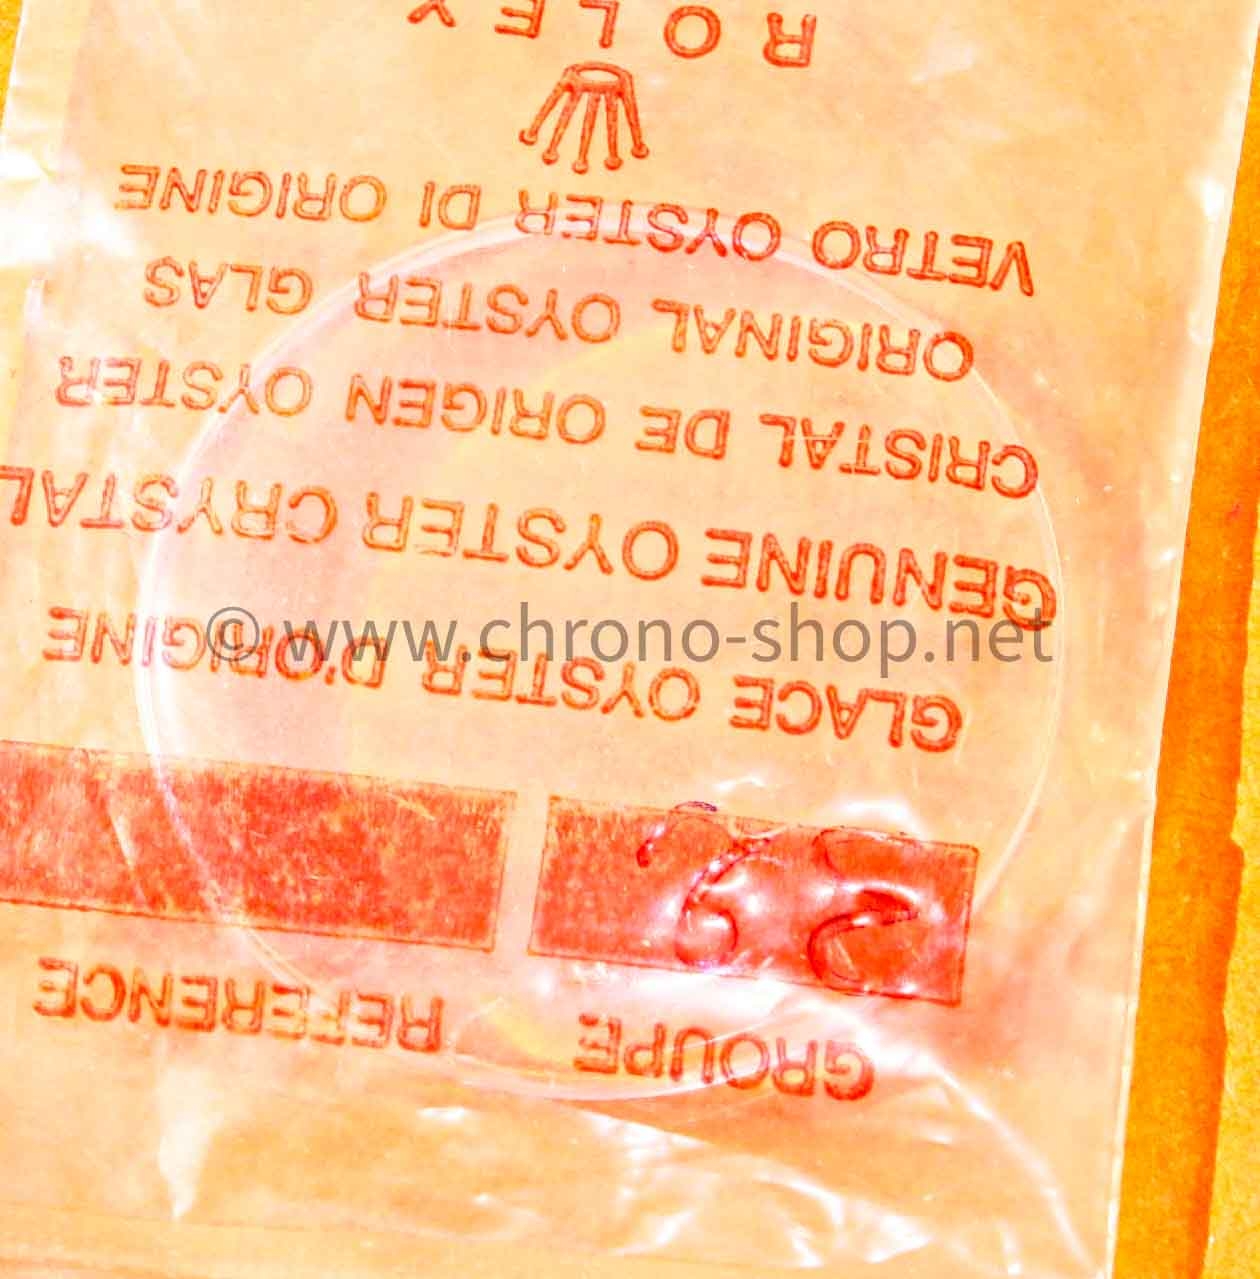 GROUPE REFERENCE
GLACE OYSTER D'ORIGINE
GENUINE OYSTER CRYSTAL
CRISTAL DE ORIGEN OYSTER
ORIGINAL OYSTER GLAS
VETRO OYSTER DI ORIGINE
ROLEX
© www.chrono-shop.net